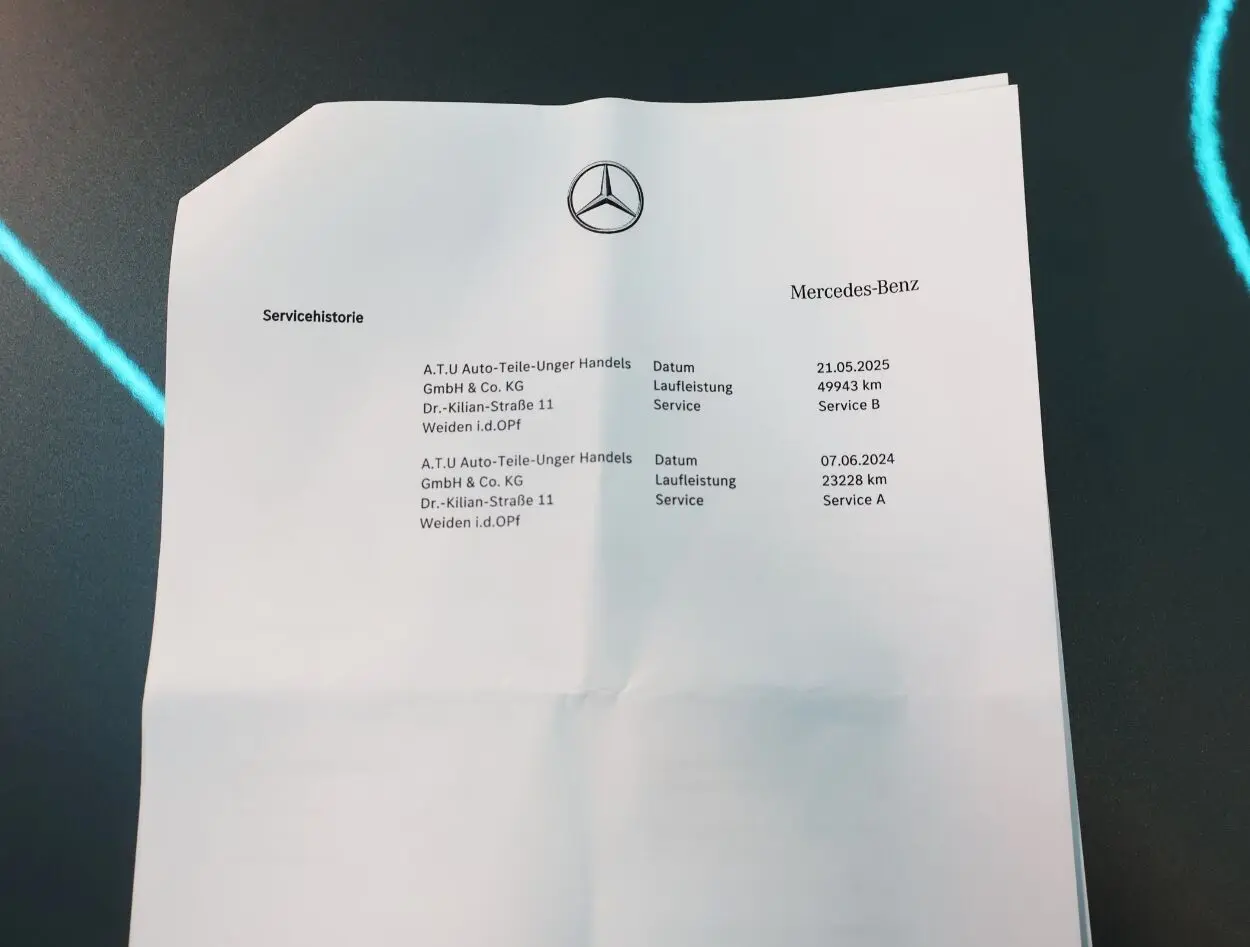 Mercedes-Benz
Servicehistorie
A.T.U Auto-Teile-Unger Handels Datum 21.05.2025
GmbH & Co. KG Laufleistung 49943 km
Dr.-Kilian-Straße 11 Service Service B
Weiden i.d.OPf
A.T.U Auto-Teile-Unger Handels Datum 07.06.2024
GmbH & Co. KG Laufleistung 23228 km
Dr.-Kilian-Straße 11 Service Service A
Weiden i.d.OPf